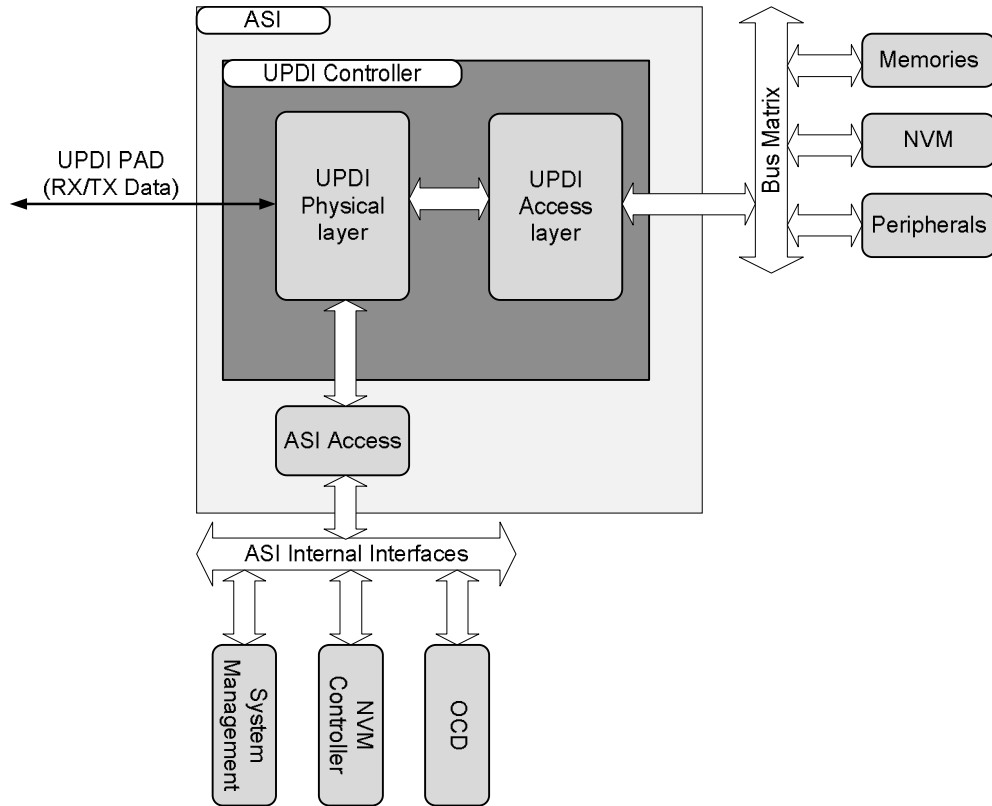 ASI
UPDI Controller
UPDI PAD
(RX/TX Data)
UPDI
Physical
layer
UPDI
Access
layer
Bus Matrix
Memories
NVM
Peripherals
ASI Access
ASI Internal Interfaces
System
Management
NVM
Controller
OCD